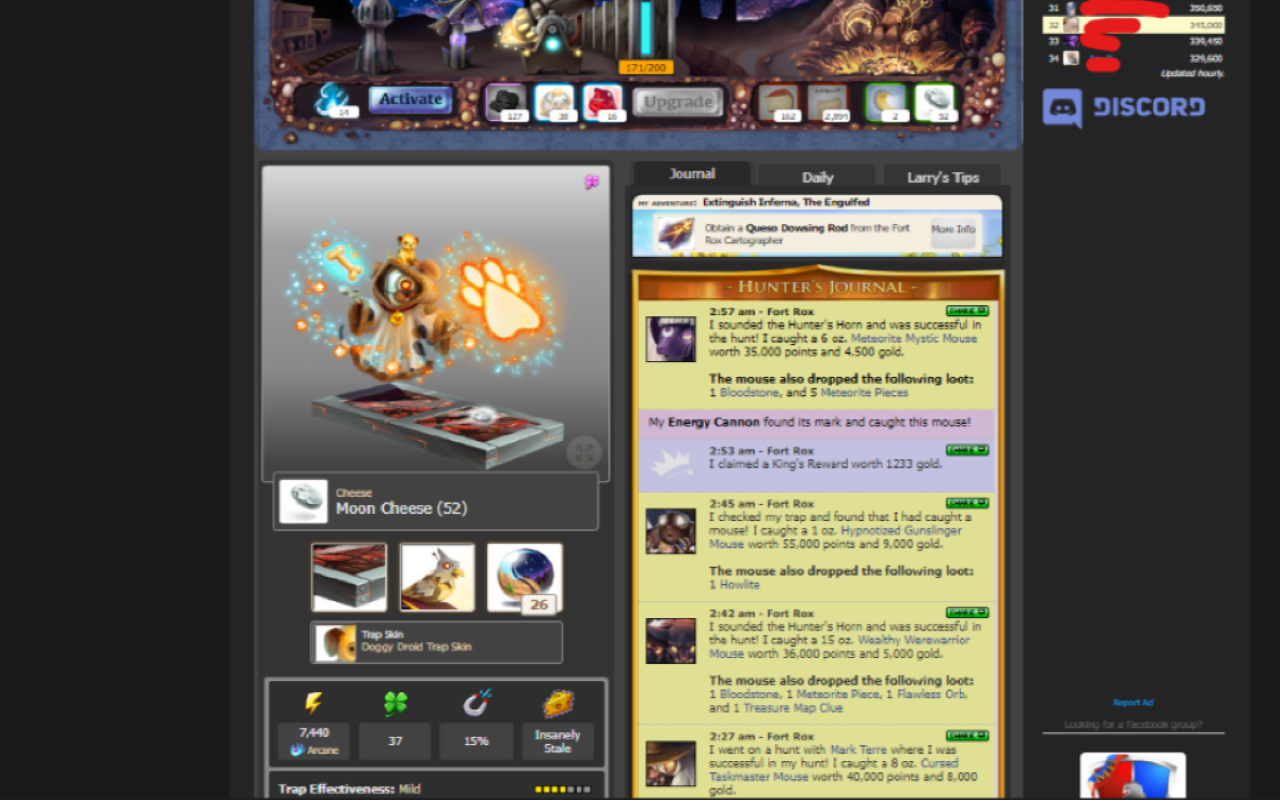 31 350,650
32 345,000
33 339,450
34 329,600
Updated hourly.
171/200
14
Activate
127
38
16
Upgrade
162
2,894
2
52
DISCORD
Journal
Daily
Larry's Tips
MY ADVENTURE: Extinguish Inferna, The Engulfed
Obtain a Queso Dowsing Rod from the Fort
Rox Cartographer
More Info
- HUNTER'S JOURNAL -
2:57 am - Fort Rox
I sounded the Hunter's Horn and was successful in
the hunt! I caught a 6 oz. Meteorite Mystic Mouse
worth 35,000 points and 4,500 gold.
The mouse also dropped the following loot:
1 Bloodstone, and 5 Meteorite Pieces
My Energy Cannon found its mark and caught this mouse!
2:53 am - Fort Rox
I claimed a King's Reward worth 1233 gold.
2:45 am - Fort Rox
I checked my trap and found that I had caught a
mouse! I caught a 1 oz. Hypnotized Gunslinger
Mouse worth 55,000 points and 9,000 gold.
The mouse also dropped the following loot:
1 Howlite
2:42 am - Fort Rox
I sounded the Hunter's Horn and was successful in
the hunt! I caught a 15 oz. Wealthy Werewarrior
Mouse worth 36,000 points and 5,000 gold.
The mouse also dropped the following loot:
1 Bloodstone, 1 Meteorite Piece, 1 Flawless Orb,
and 1 Treasure Map Clue
2:27 am - Fort Rox
I went on a hunt with Mark Terre where I was
successful in my hunt! I caught a 8 oz. Cursed
Taskmaster Mouse worth 40,000 points and 8,000
gold.
Cheese
Moon Cheese (52)
26
Trap Skin
Doggy Droid Trap Skin
7,440
Arcane
37
15%
Insanely
Stale
Trap Effectiveness: Mild
Report Ad
Looking for a Facebook group?